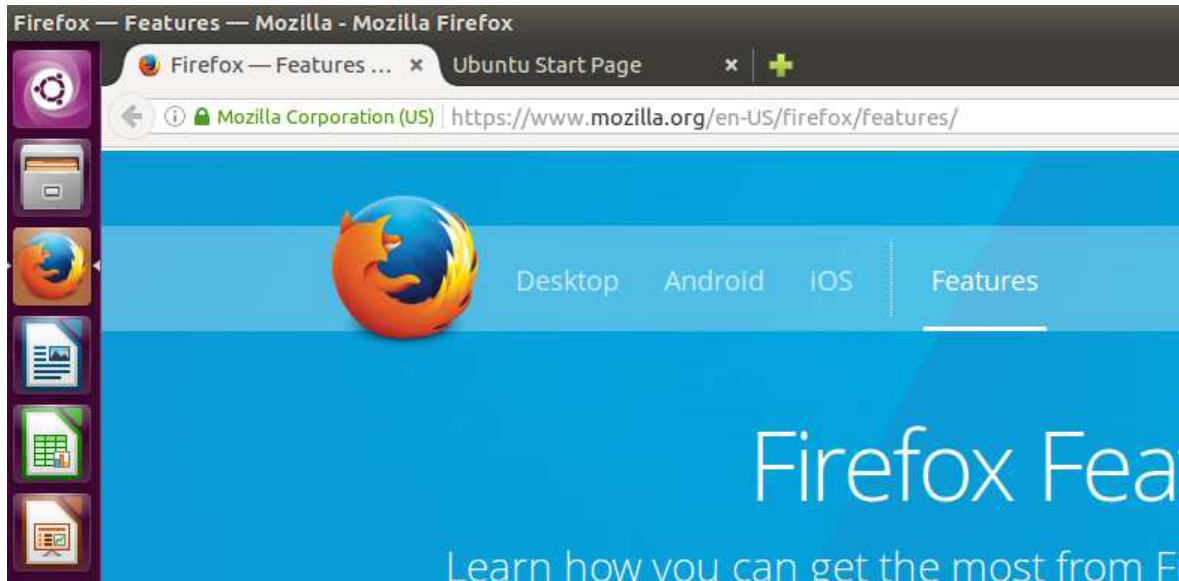 Firefox — Features — Mozilla - Mozilla Firefox
Firefox — Features ... × Ubuntu Start Page ×
Mozilla Corporation (US) https://www.mozilla.org/en-US/firefox/features/
Desktop Android iOS Features
Firefox Fea
Learn how you can get the most from F